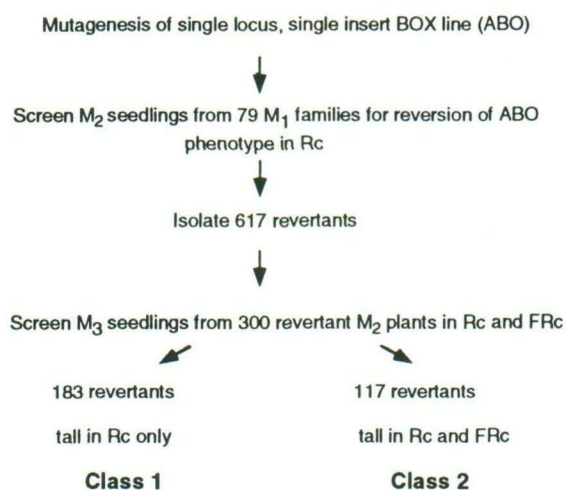 Mutagenesis of single locus, single insert BOX line (ABO)
Screen M2 seedlings from 79 M1 families for reversion of ABO
phenotype in Rc
Isolate 617 revertants
Screen M3 seedlings from 300 revertant M2 plants in Rc and FRc
183 revertants
117 revertants
tall in Rc only
tall in Rc and FRc
Class 1
Class 2